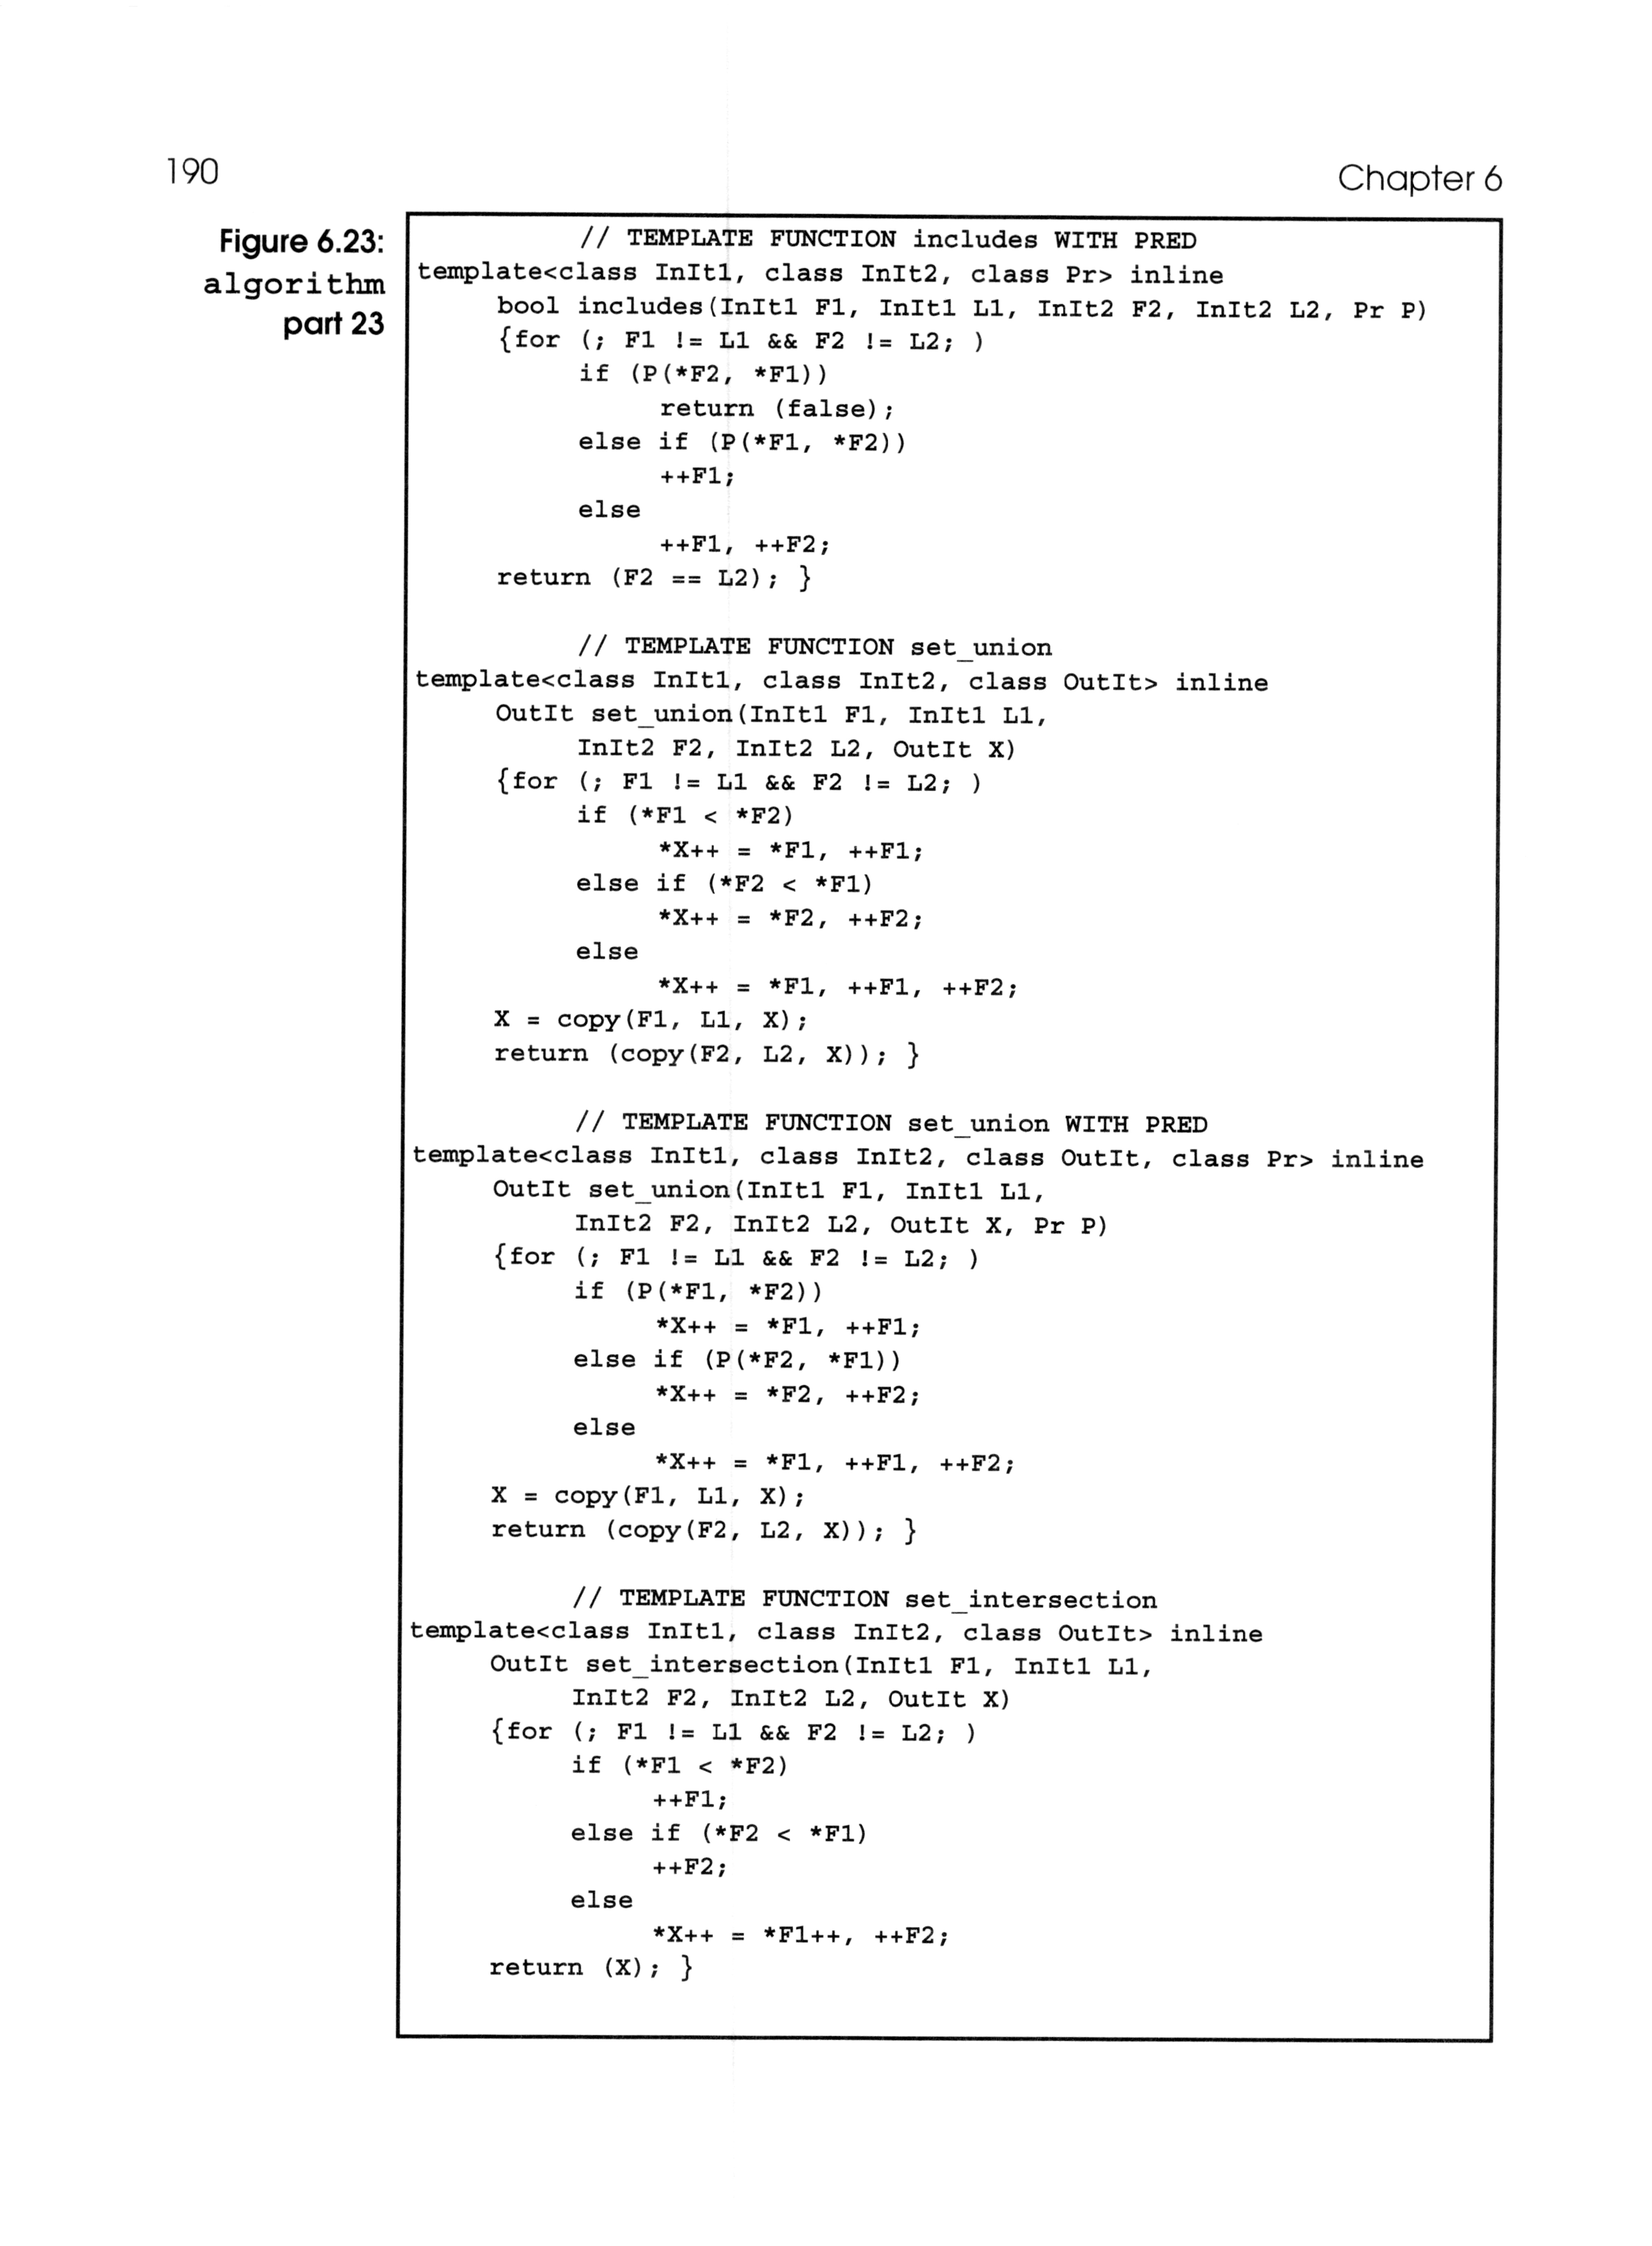 190
Chapter 6
Figure 6.23:
algorithm
part 23
// TEMPLATE FUNCTION includes WITH PRED
template<class InIt1, class InIt2, class Pr> inline
bool includes(InIt1 F1, InIt1 L1, InIt2 F2, InIt2 L2, Pr P)
{for (; F1 != L1 && F2 != L2; )
if (P(*F2, *F1))
return (false);
else if (P(*F1, *F2))
++F1;
else
++F1, ++F2;
return (F2 == L2); }
// TEMPLATE FUNCTION set_union
template<class InIt1, class InIt2, class OutIt> inline
OutIt set_union(InIt1 F1, InIt1 L1,
InIt2 F2, InIt2 L2, OutIt X)
{for (; F1 != L1 && F2 != L2; )
if (*F1 < *F2)
*X++ = *F1, ++F1;
else if (*F2 < *F1)
*X++ = *F2, ++F2;
else
*X++ = *F1, ++F1, ++F2;
X = copy(F1, L1, X);
return (copy(F2, L2, X)); }
// TEMPLATE FUNCTION set_union WITH PRED
template<class InIt1, class InIt2, class OutIt, class Pr> inline
OutIt set_union(InIt1 F1, InIt1 L1,
InIt2 F2, InIt2 L2, OutIt X, Pr P)
{for (; F1 != L1 && F2 != L2; )
if (P(*F1, *F2))
*X++ = *F1, ++F1;
else if (P(*F2, *F1))
*X++ = *F2, ++F2;
else
*X++ = *F1, ++F1, ++F2;
X = copy(F1, L1, X);
return (copy(F2, L2, X)); }
// TEMPLATE FUNCTION set_intersection
template<class InIt1, class InIt2, class OutIt> inline
OutIt set_intersection(InIt1 F1, InIt1 L1,
InIt2 F2, InIt2 L2, OutIt X)
{for (; F1 != L1 && F2 != L2; )
if (*F1 < *F2)
++F1;
else if (*F2 < *F1)
++F2;
else
*X++ = *F1++, ++F2;
return (X); }